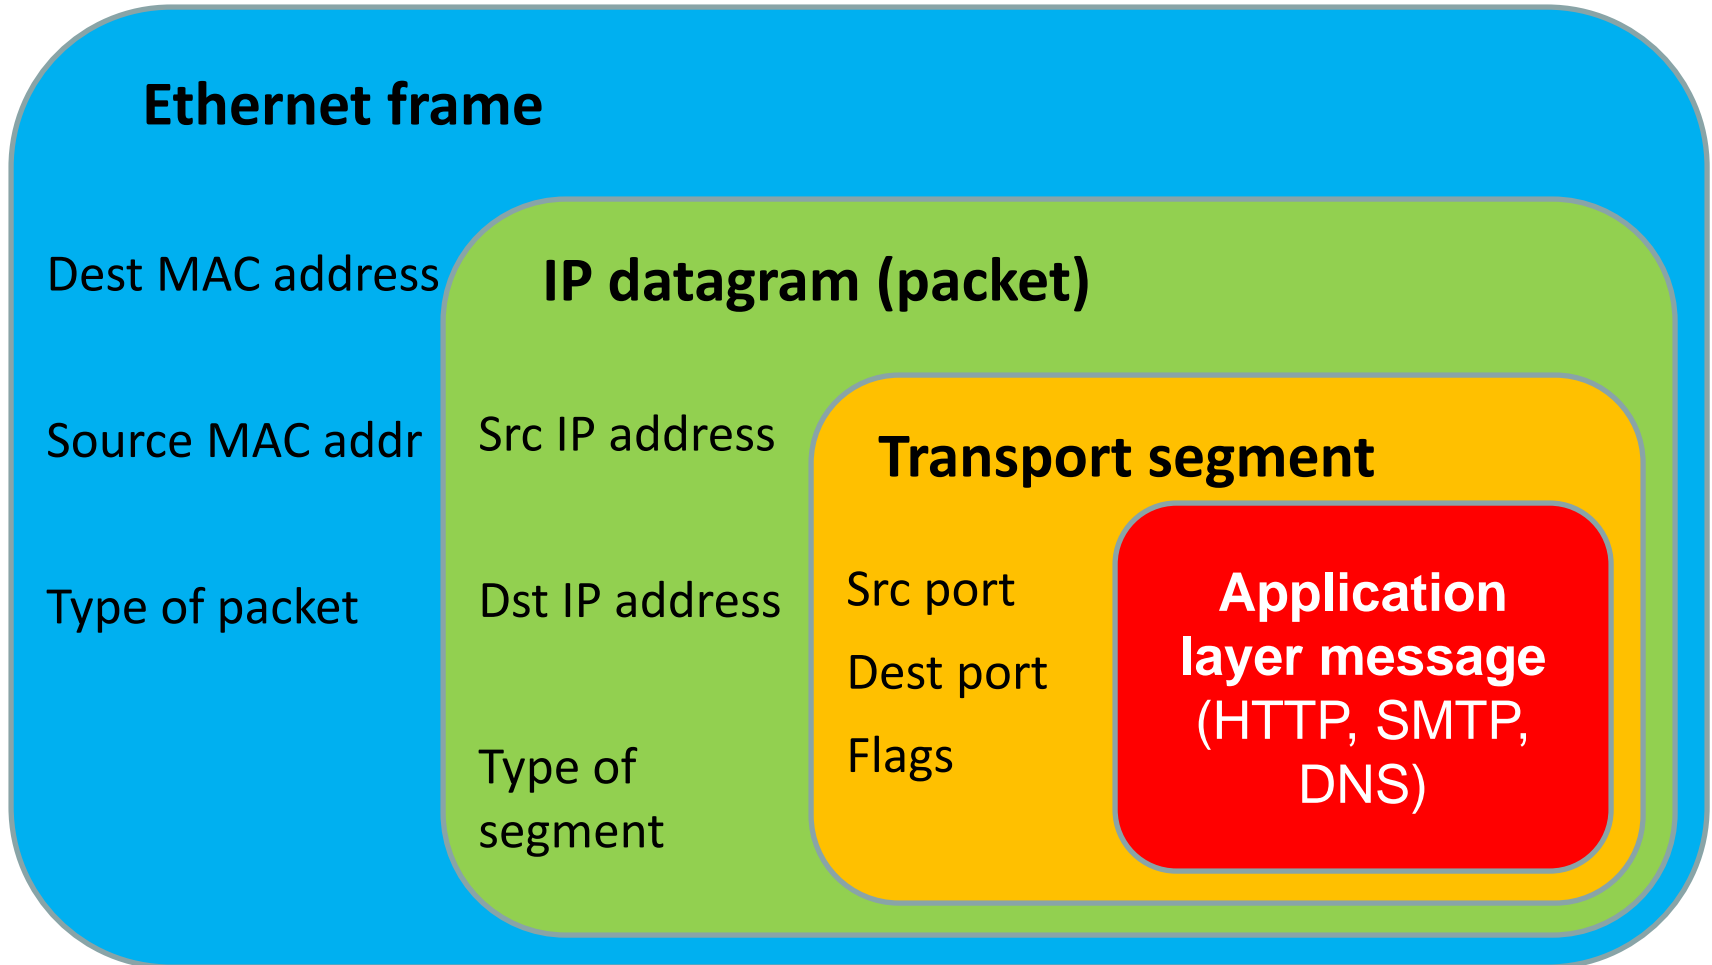 Ethernet frame
Dest MAC address
Source MAC addr
Type of packet
IP datagram (packet)
Src IP address
Dst IP address
Type of
segment
Transport segment
Src port
Dest port
Flags
Application
layer message
(HTTP, SMTP,
DNS)